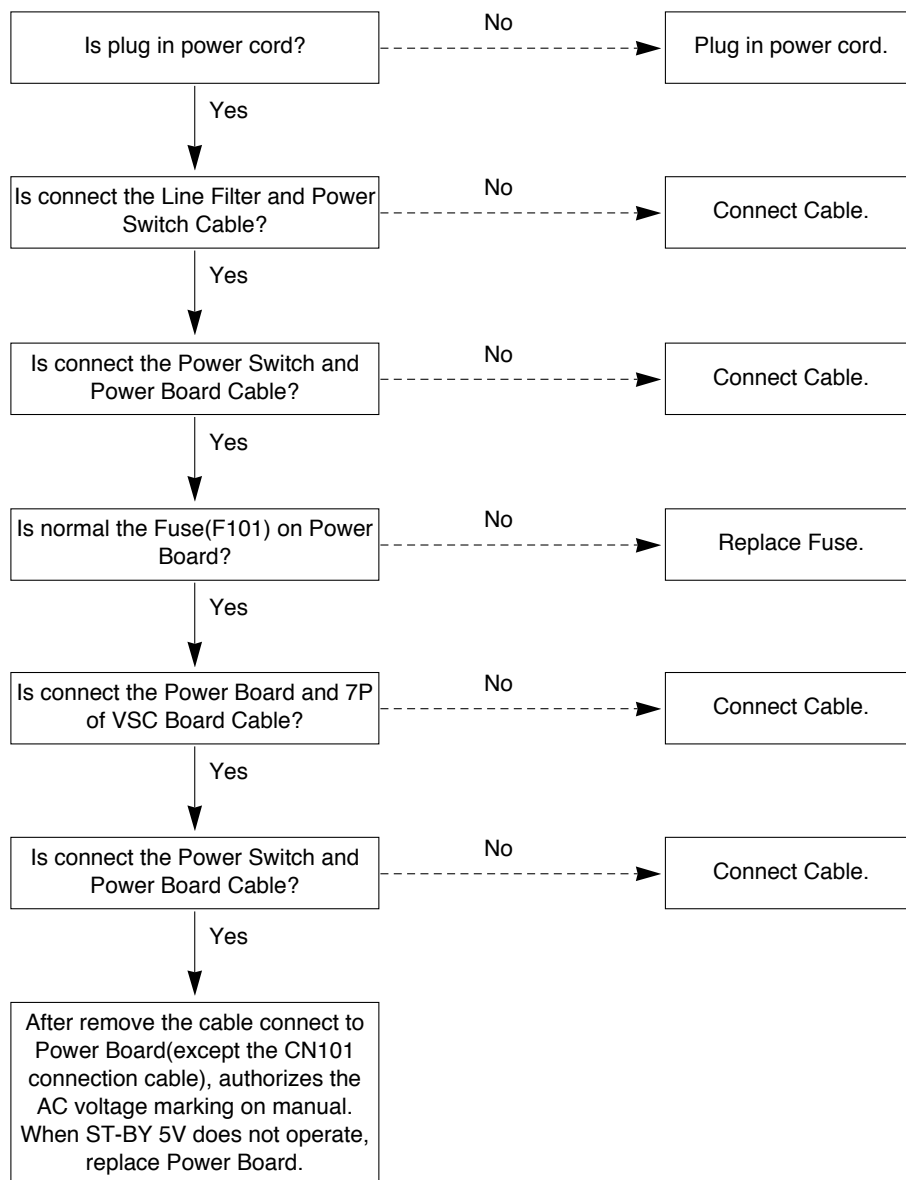 Is plug in power cord?
No
Plug in power cord.
Yes
Is connect the Line Filter and Power
Switch Cable?
No
Connect Cable.
Yes
Is connect the Power Switch and
Power Board Cable?
No
Connect Cable.
Yes
Is normal the Fuse(F101) on Power
Board?
No
Replace Fuse.
Yes
Is connect the Power Board and 7P
of VSC Board Cable?
No
Connect Cable.
Yes
Is connect the Power Switch and
Power Board Cable?
No
Connect Cable.
Yes
After remove the cable connect to
Power Board(except the CN101
connection cable), authorizes the
AC voltage marking on manual.
When ST-BY 5V does not operate,
replace Power Board.